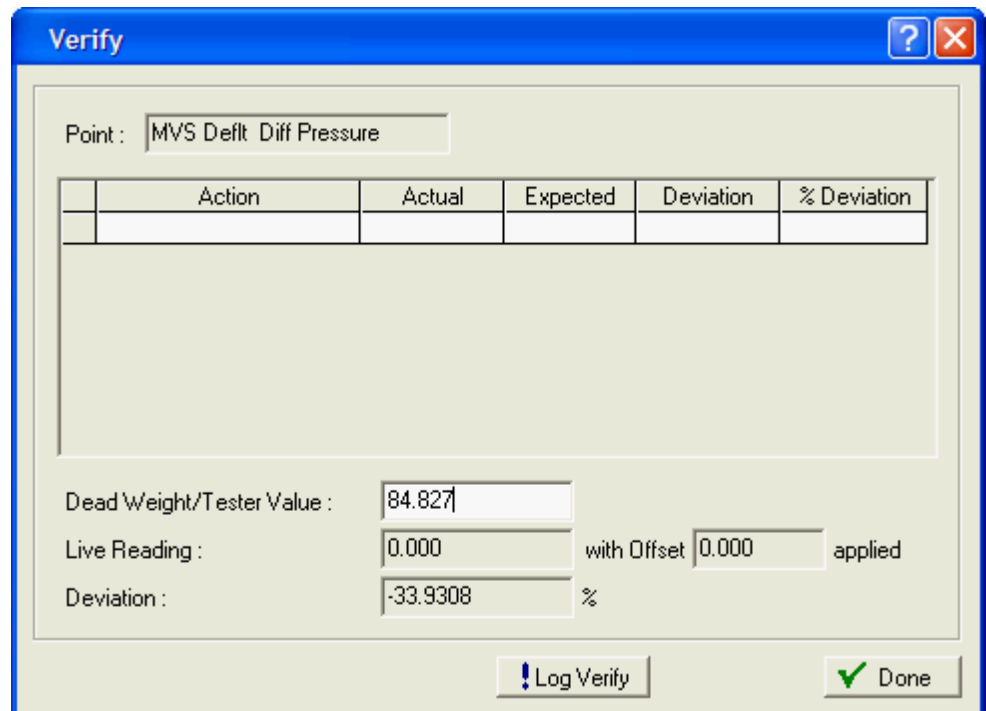 Verify
Point : MVS Deflt Diff Pressure
Action Actual Expected Deviation % Deviation
Dead Weight/Tester Value : 84.827
Live Reading : 0.000 with Offset 0.000 applied
Deviation : -33.9308 %
! Log Verify Done